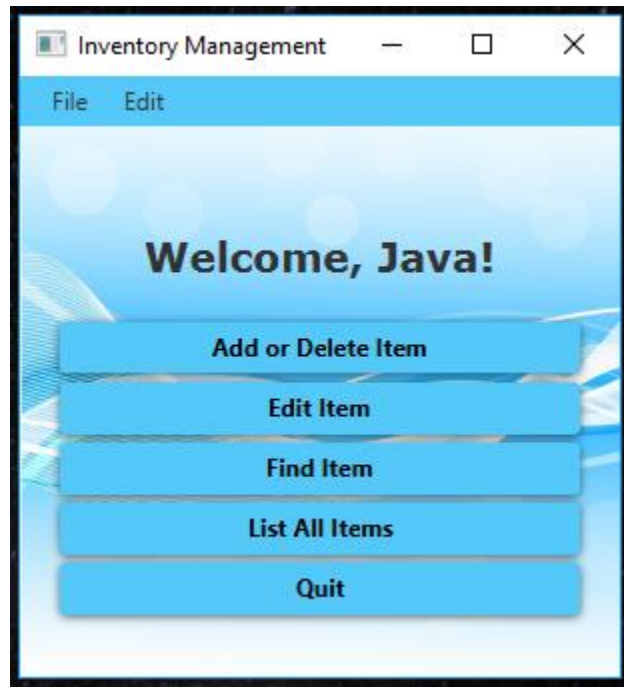 Inventory Management
File Edit
Welcome, Java!
Add or Delete Item
Edit Item
Find Item
List All Items
Quit